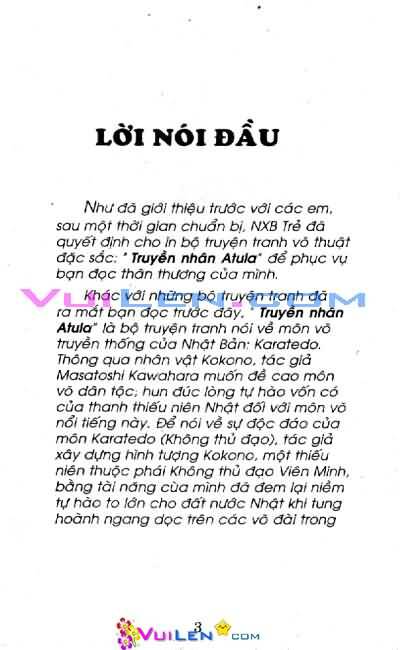 LỜI NÓI ĐẦU
Như đã giới thiệu trước với các em,
sau một thời gian chuẩn bị, NXB Trẻ đã
quyết định cho in bộ truyện tranh võ thuật
đặc sắc: " Truyền nhân Atula" để phục vụ
bạn đọc thân thương của mình.
Khác với những bộ truyện tranh đã
VUILEN.COM
ra mắt bạn đọc trước đây, " Truyền nhân
Atula" là bộ truyện tranh nói về môn võ
truyền thống của Nhật Bản: Karatedo.
Thông qua nhân vật Kokono, tác giả
Masatoshi Kawahara muốn đề cao môn
võ dân tộc; hun đúc lòng tự hào vốn có
của thanh thiếu niên Nhật đối với môn võ
nổi tiếng này. Để nói về sự độc đáo của
môn Karatedo (Không thủ đạo), tác giả
xây dựng hình tượng Kokono, một thiếu
niên thuộc phái Không thủ đạo Viên Minh,
bằng tài năng của mình đã đem lại niềm
tự hào to lớn cho đất nước Nhật khi tung
hoành ngang dọc trên các võ đài trong
3
VUILEN.COM